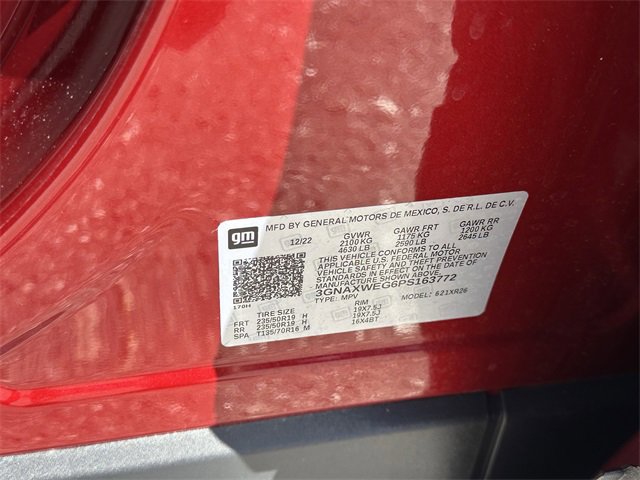 gm
MFD BY GENERAL MOTORS DE MEXICO, S. DE R.L. DE C.V.
12/22 GVWR GAWR FRT GAWR RR
2100 KG 1175 KG 1200 KG
4630 LB 2590 LB 2645 LB
THIS VEHICLE CONFORMS TO ALL
APPLICABLE U.S. FEDERAL MOTOR
VEHICLE SAFETY AND THEFT PREVENTION
STANDARDS IN EFFECT ON THE DATE OF
MANUFACTURE SHOWN ABOVE.
3GNAXWEG6PS163772
170H TYPE: MPV MODEL: 621XR26
TIRE SIZE RIM
FRT 235/50R19 H 19X7.5J
RR 235/50R19 H 19X7.5J
SPA T135/70R16 M 16X4BT